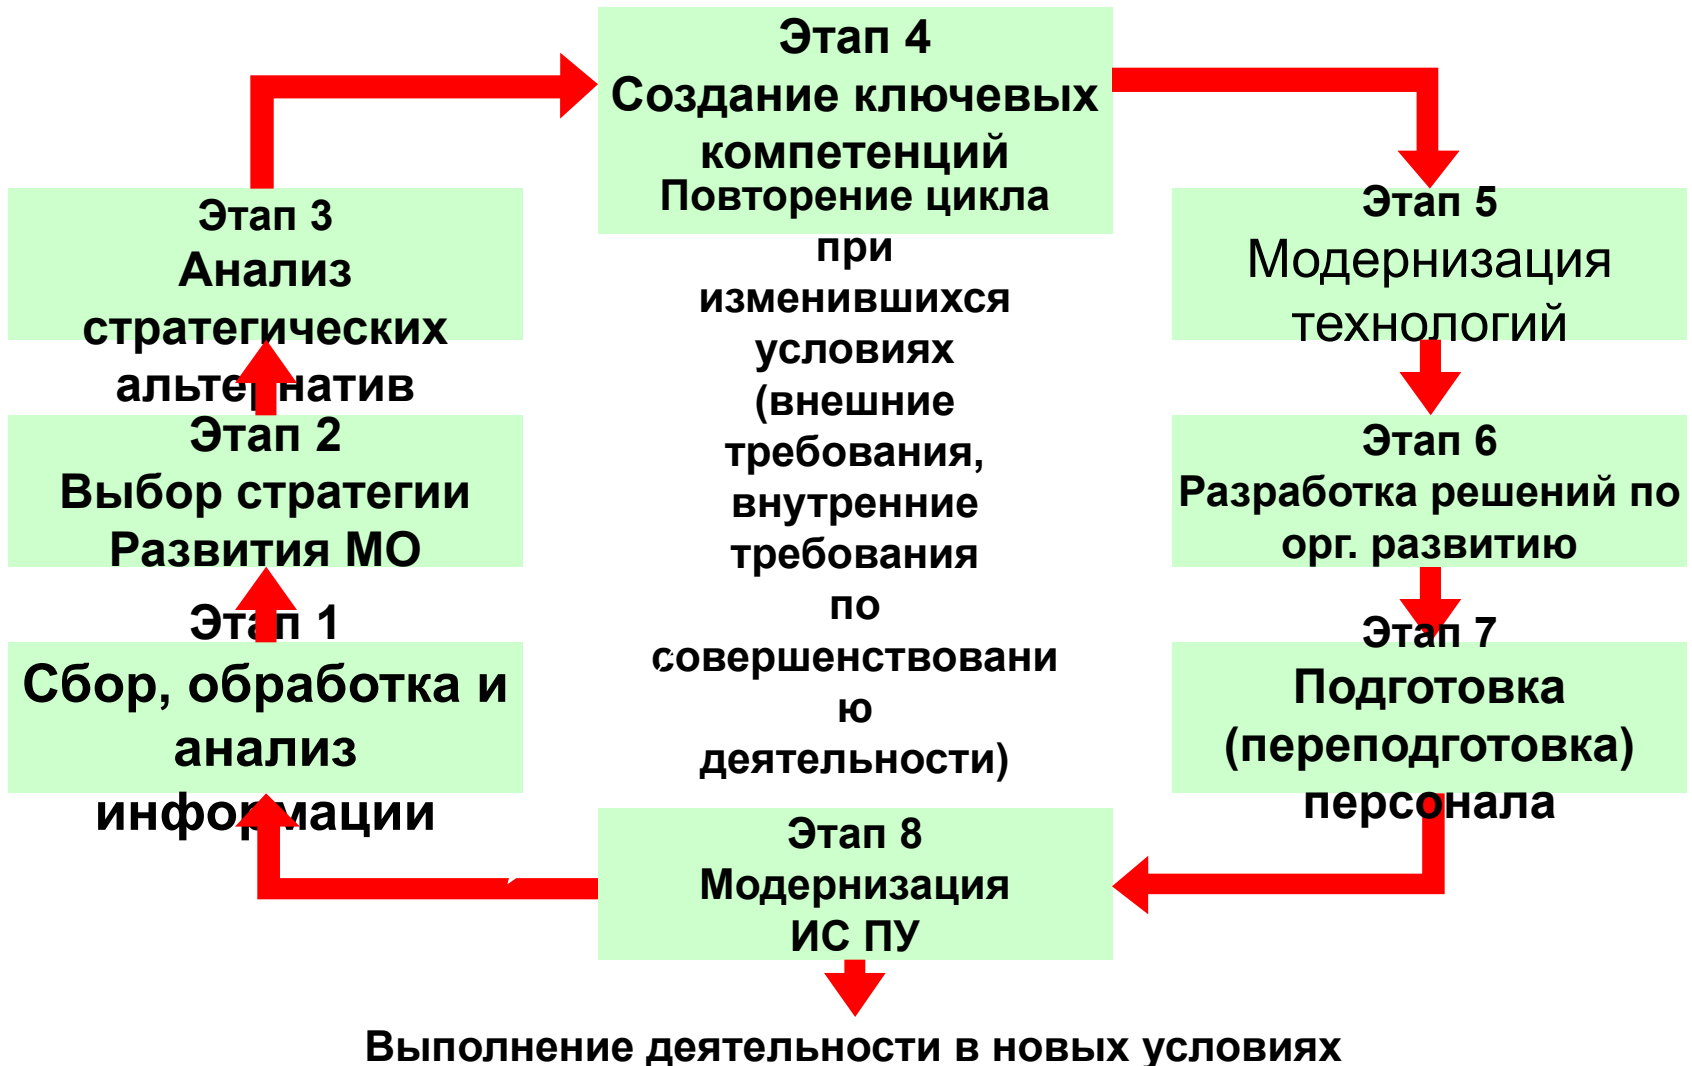 Этап 4
Создание ключевых
компетенций
Повторение цикла
при
изменившихся
условиях
(внешние
требования,
внутренние
требования
по
совершенствовани
ю
деятельности)
Этап 3
Анализ
стратегических
альтернатив
Этап 2
Выбор стратегии
Развития МО
Этап 1
Сбор, обработка и
анализ
информации
Этап 5
Модернизация
технологий
Этап 6
Разработка решений по
орг. развитию
Этап 7
Подготовка
(переподготовка)
персонала
Этап 8
Модернизация
ИС ПУ
Выполнение деятельности в новых условиях